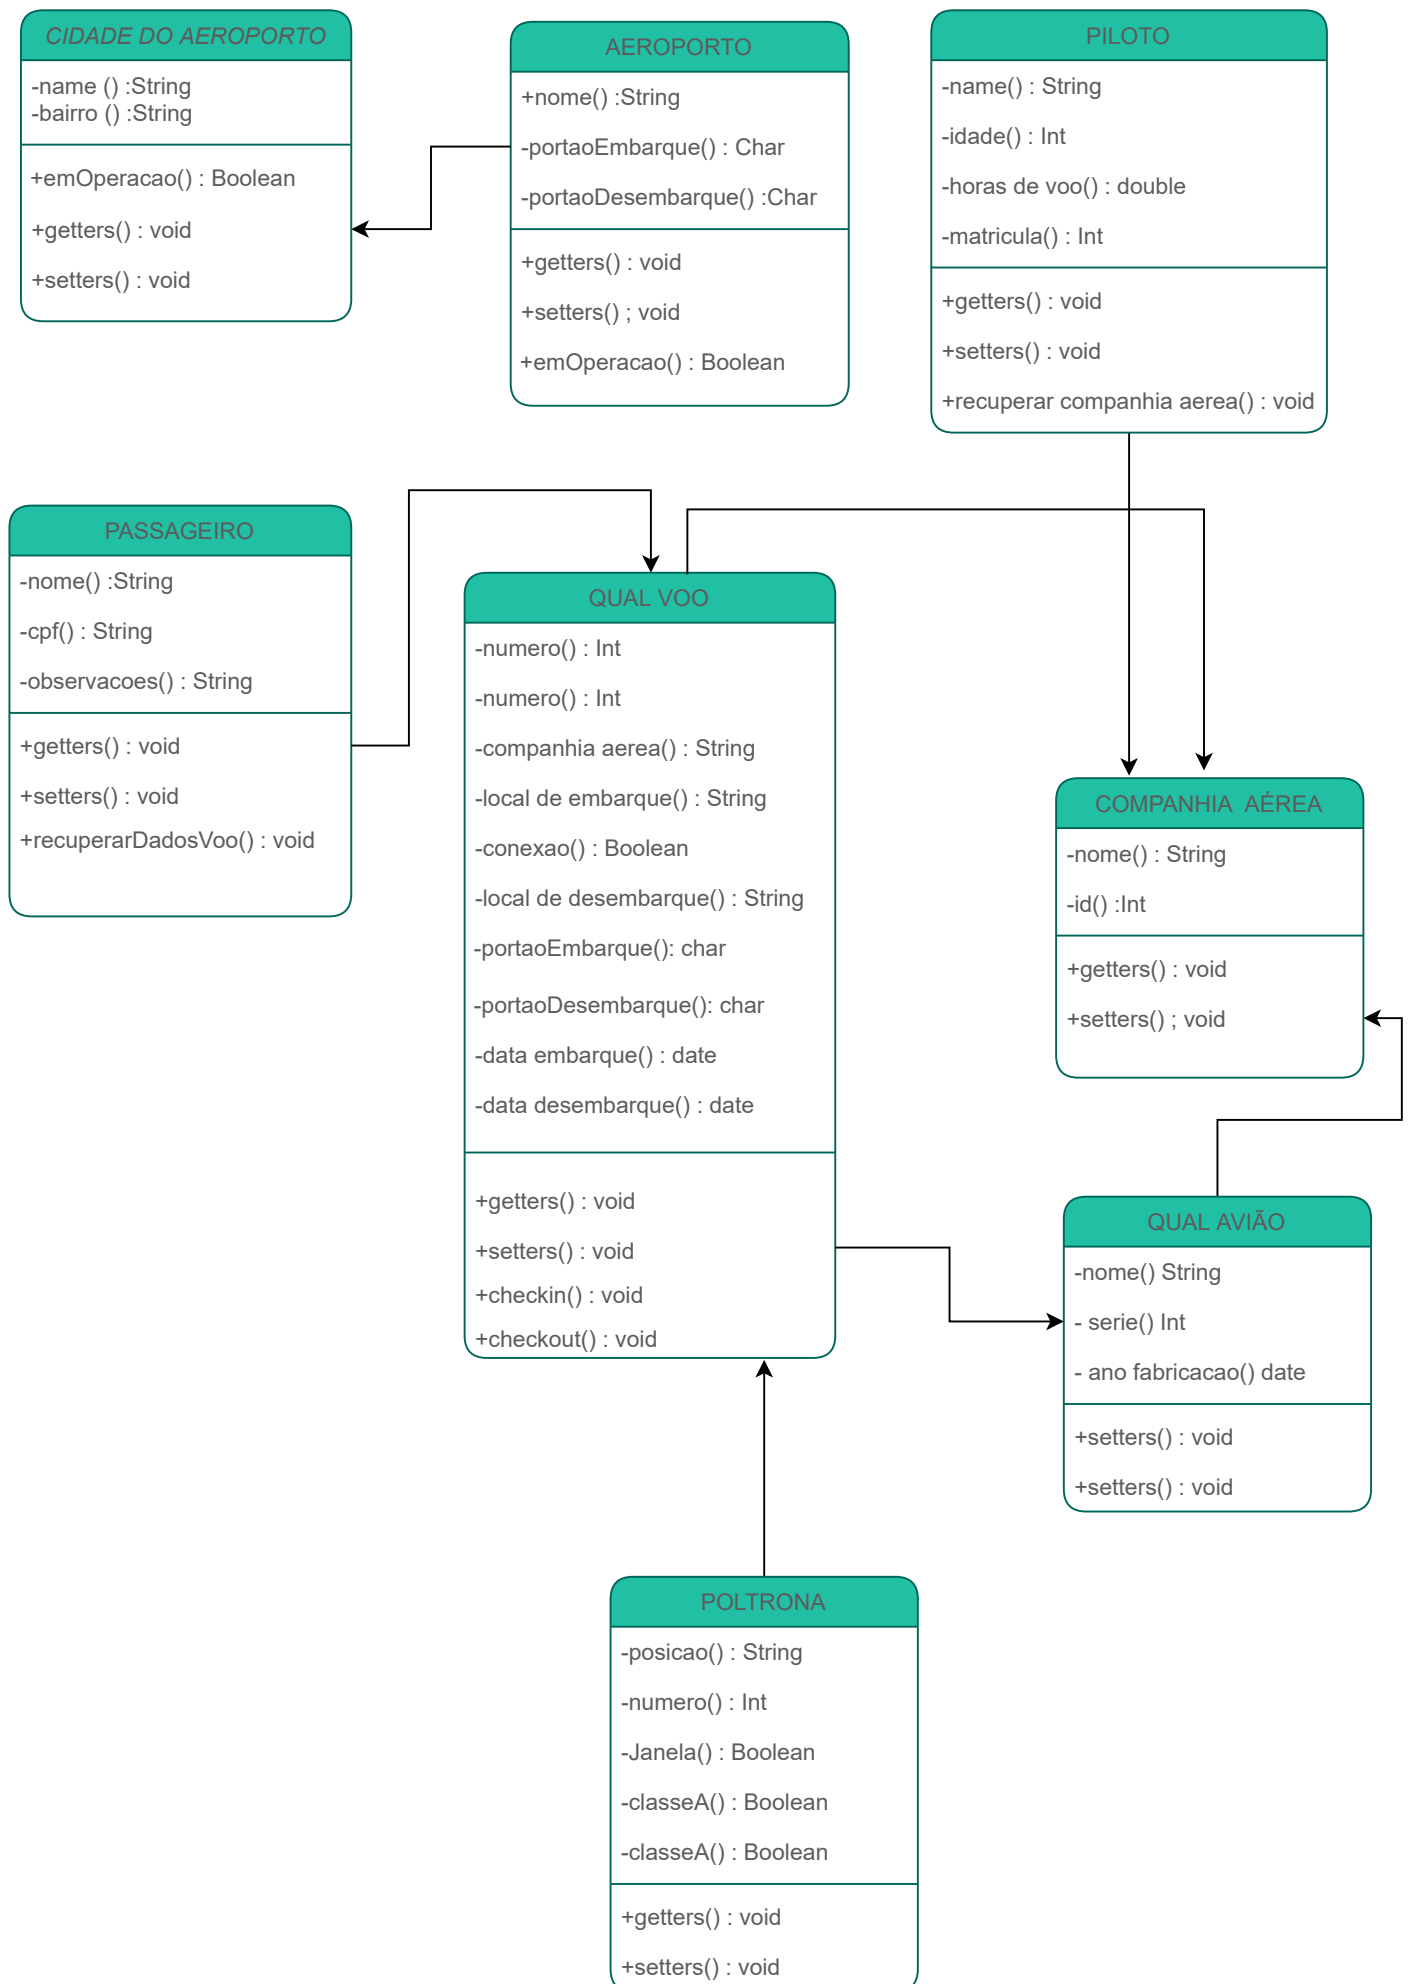 CIDADE DO AEROPORTO
-name () :String
-bairro () :String
+emOperacao() : Boolean
+getters() : void
+setters() : void
AEROPORTO
+nome() :String
-portaoEmbarque() : Char
-portaoDesembarque() :Char
+getters() : void
+setters() ; void
+emOperacao() : Boolean
PILOTO
-name() : String
-idade() : Int
-horas de voo() : double
-matricula() : Int
+getters() : void
+setters() : void
+recuperar companhia aerea() : void
PASSAGEIRO
-nome() :String
-cpf() : String
-observacoes() : String
+getters() : void
+setters() : void
+recuperarDadosVoo() : void
QUAL VOO
-numero() : Int
-numero() : Int
-companhia aerea() : String
-local de embarque() : String
-conexao() : Boolean
-local de desembarque() : String
-portaoEmbarque(): char
-portaoDesembarque(): char
-data embarque() : date
-data desembarque() : date
+getters() : void
+setters() : void
+checkin() : void
+checkout() : void
COMPANHIA  AÉREA
-nome() : String
-id() :Int
+getters() : void
+setters() ; void
QUAL AVIÃO
-nome() String
- serie() Int
- ano fabricacao() date
+setters() : void
+setters() : void
POLTRONA
-posicao() : String
-numero() : Int
-Janela() : Boolean
-classeA() : Boolean
-classeA() : Boolean
+getters() : void
+setters() : void